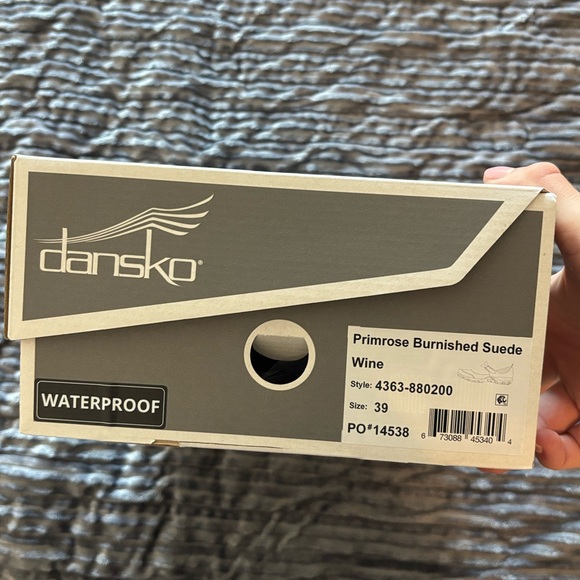 dansko®
WATERPROOF
Primrose Burnished Suede
Wine
Style: 4363-880200
Size: 39
PO#14538
6 73088 45340 4